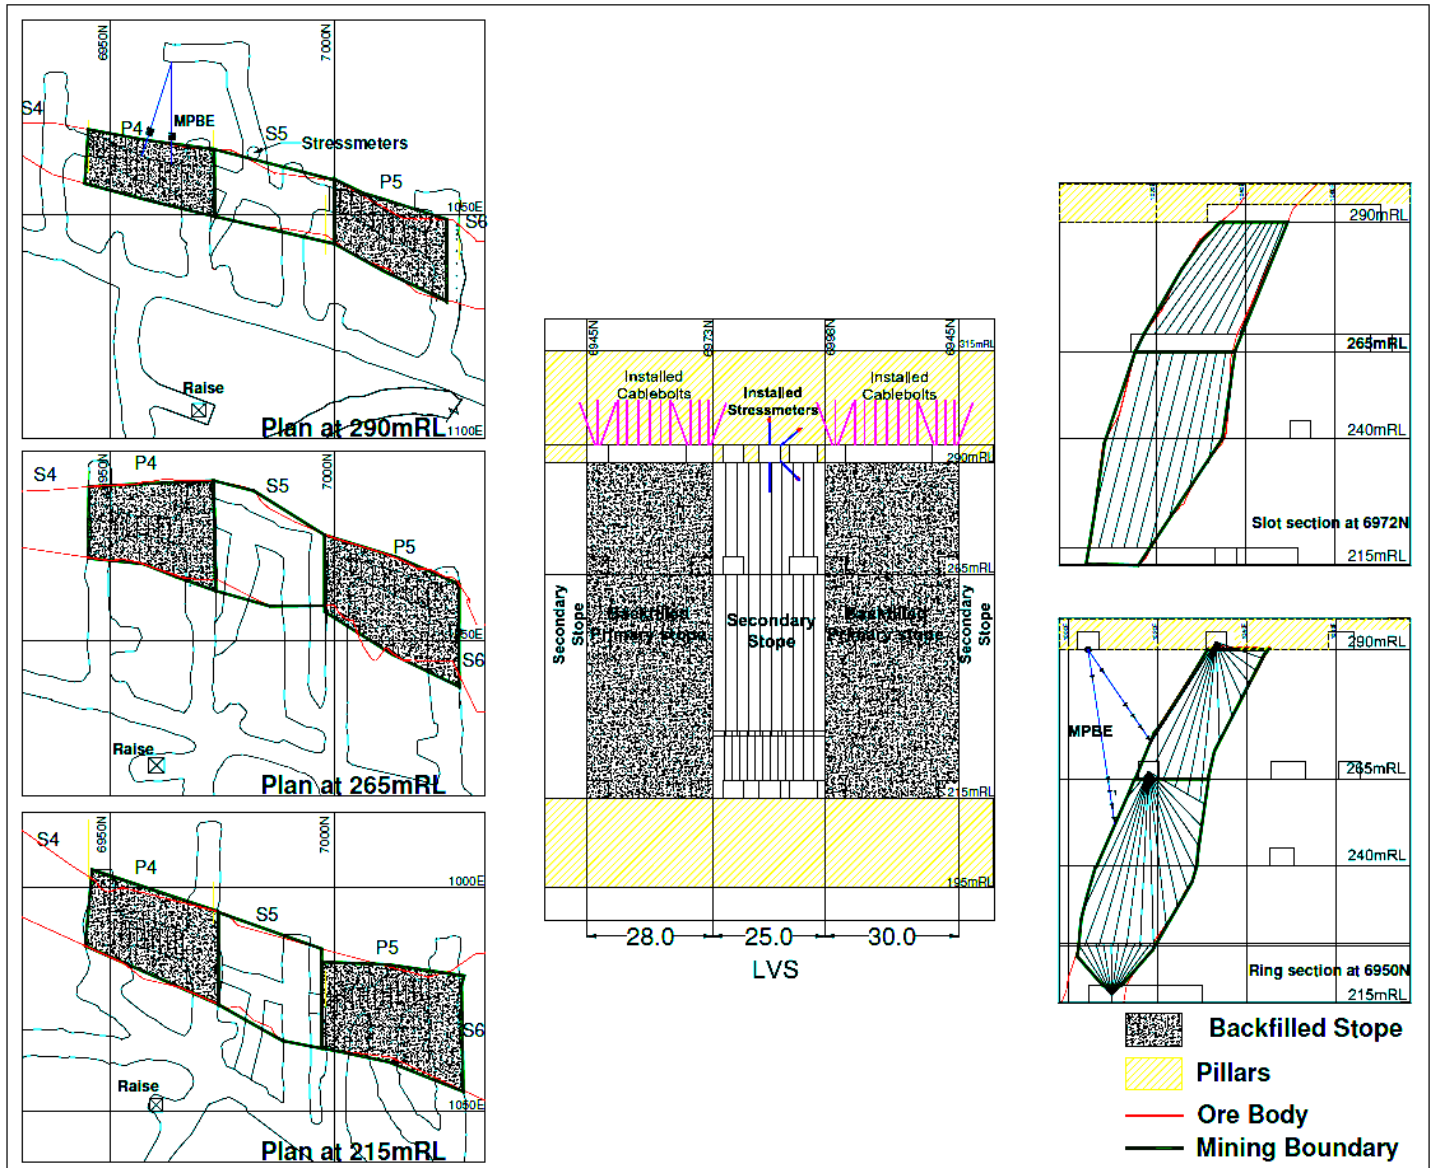 6950N
7000N
S4
P4
MPBE
S5
Stressmeters
P5
1050E
S6
Raise
Plan at 290mRL
1100E
S4
P4
6950N
S5
7000N
P5
S6
Raise
Plan at 265mRL
S4
6950N
7000N
P4
1000E
S5
P5
S6
Raise
1050E
Plan at 215mRL
6945N
6973N
6998N
6945N
315mRL
Installed
Cablebolts
Installed
Stressmeters
Installed
Cablebolts
290mRL
265mRL
Secondary
Stope
Backfilled
Primary stope
Secondary
Stope
Backfilled
Primary stope
Secondary
Stope
215mRL
195mRL
28.0
25.0
30.0
LVS
290mRL
265mRL
240mRL
Slot section at 6972N
215mRL
290mRL
MPBE
265mRL
240mRL
Ring section at 6950N
215mRL
Backfilled Stope
Pillars
Ore Body
Mining Boundary